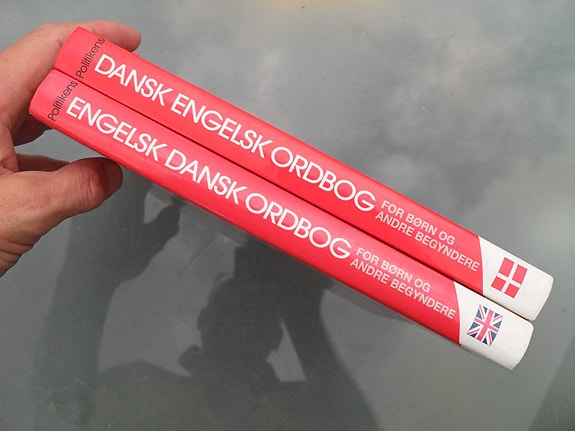 Politikens
DANSK ENGELSK ORDBOG
FOR BØRN OG
ANDRE BEGYNDERE
Politikens
ENGELSK DANSK ORDBOG
FOR BØRN OG
ANDRE BEGYNDERE